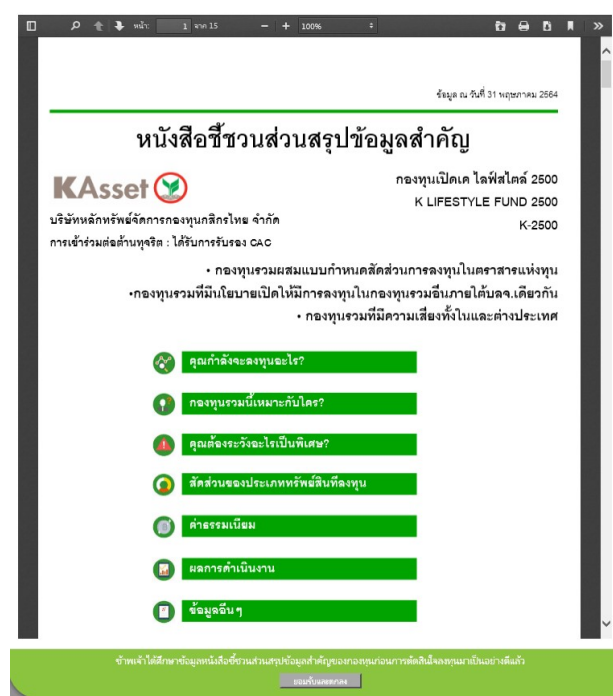 หน้า: 1 จาก 15 − + 100%
ข้อมูล ณ วันที่ 31 พฤษภาคม 2564
หนังสือชี้ชวนส่วนสรุปข้อมูลสำคัญ
KAsset
กองทุนเปิดเค ไลฟ์สไตล์ 2500
K LIFESTYLE FUND 2500
บริษัทหลักทรัพย์จัดการกองทุนกสิกรไทย จำกัด
K-2500
การเข้าร่วมต่อต้านทุจริต : ได้รับการรับรอง CAC
• กองทุนรวมผสมแบบกำหนดสัดส่วนการลงทุนในตราสารแห่งทุน
•กองทุนรวมที่มีนโยบายเปิดให้มีการลงทุนในกองทุนรวมอื่นภายใต้บลจ.เดียวกัน
• กองทุนรวมที่มีความเสี่ยงทั้งในและต่างประเทศ
คุณกำลังจะลงทุนอะไร?
กองทุนรวมนี้เหมาะกับใคร?
คุณต้องระวังอะไรเป็นพิเศษ?
สัดส่วนของประเภททรัพย์สินที่ลงทุน
ค่าธรรมเนียม
ผลการดำเนินงาน
ข้อมูลอื่นๆ
ข้าพเจ้าได้ศึกษาข้อมูลหนังสือชี้ชวนส่วนสรุปข้อมูลสำคัญของกองทุนก่อนการตัดสินใจลงทุนมาเป็นอย่างดีแล้ว
ยอมรับและตกลง